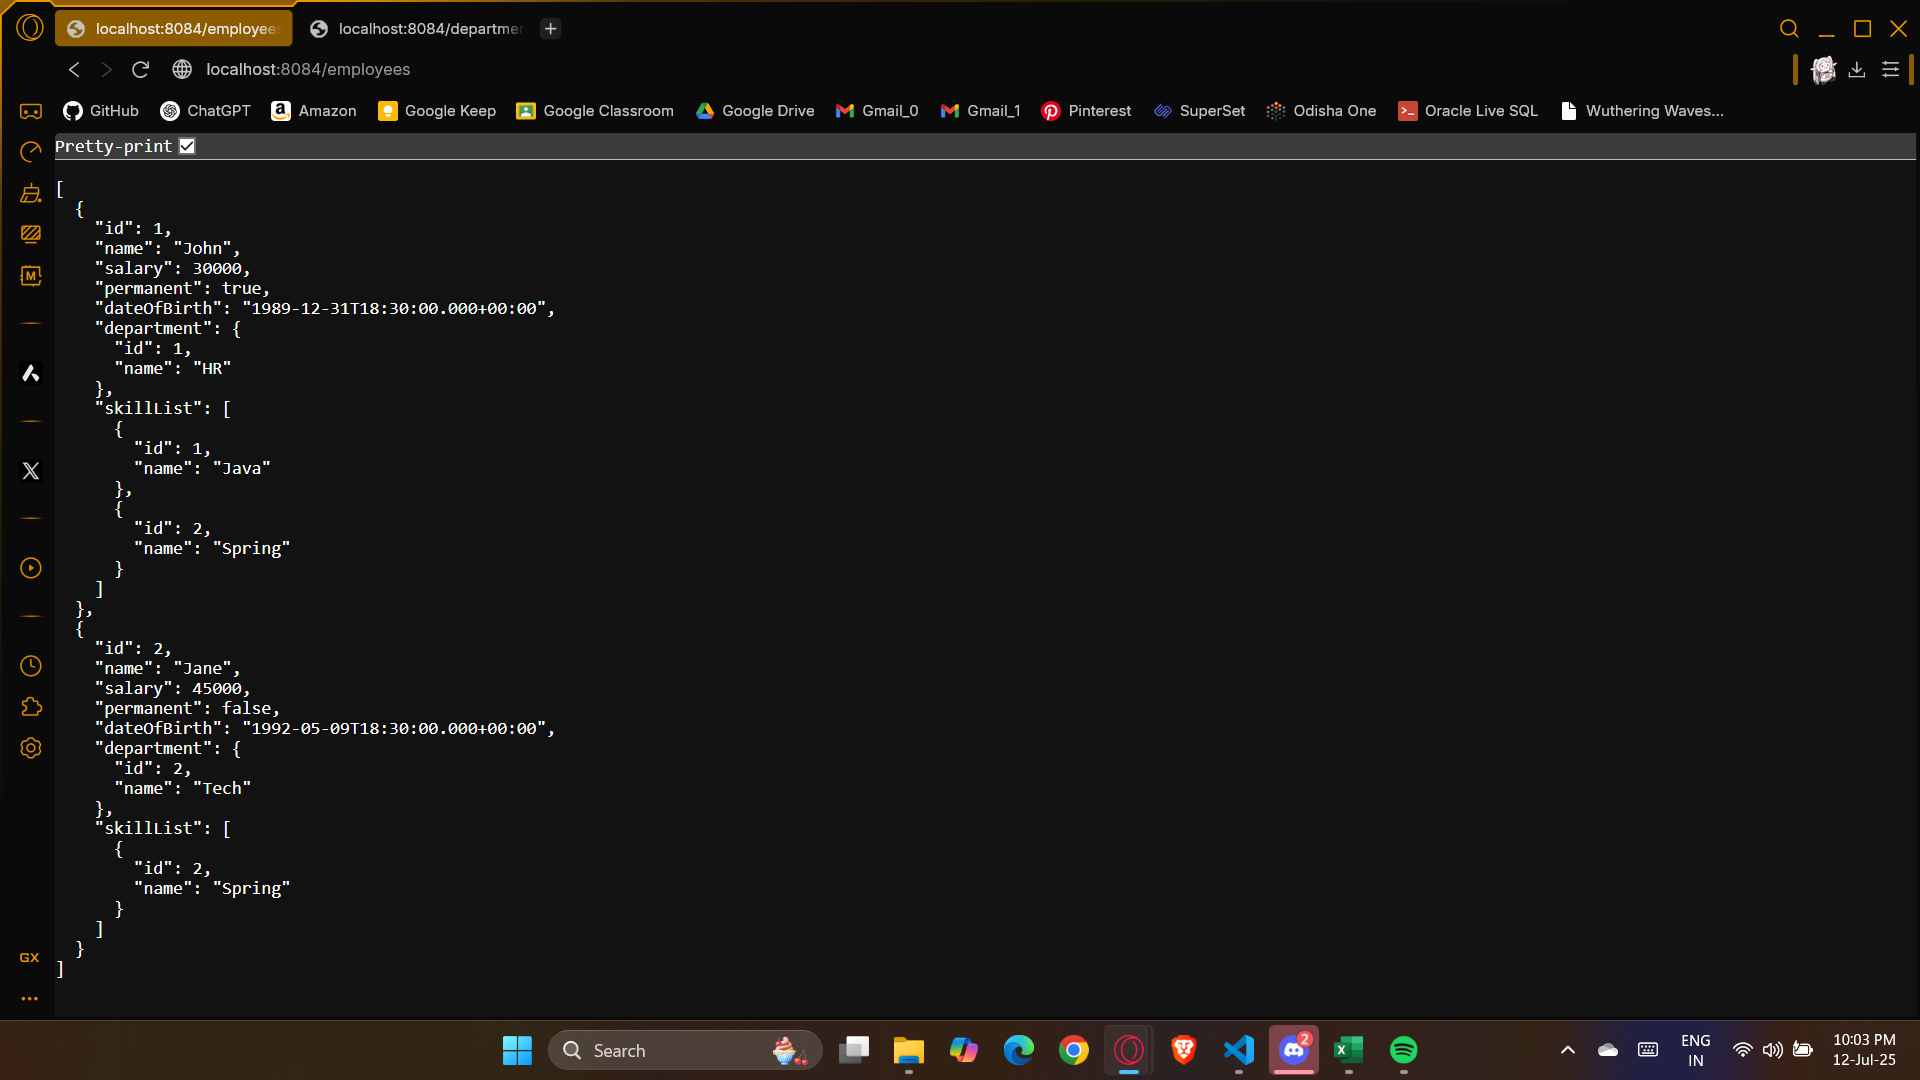 localhost:8084/employee
localhost:8084/departmer
localhost:8084/employees
GitHub
ChatGPT
Amazon
Google Keep
Google Classroom
Google Drive
Gmail_0
Gmail_1
Pinterest
SuperSet
Odisha One
Oracle Live SQL
Wuthering Waves...
Pretty-print
[
  {
    "id": 1,
    "name": "John",
    "salary": 30000,
    "permanent": true,
    "dateOfBirth": "1989-12-31T18:30:00.000+00:00",
    "department": {
      "id": 1,
      "name": "HR"
    },
    "skillList": [
      {
        "id": 1,
        "name": "Java"
      },
      {
        "id": 2,
        "name": "Spring"
      }
    ]
  },
  {
    "id": 2,
    "name": "Jane",
    "salary": 45000,
    "permanent": false,
    "dateOfBirth": "1992-05-09T18:30:00.000+00:00",
    "department": {
      "id": 2,
      "name": "Tech"
    },
    "skillList": [
      {
        "id": 2,
        "name": "Spring"
      }
    ]
  }
]
GX
Search
2
ENG
IN
10:03 PM
12-Jul-25